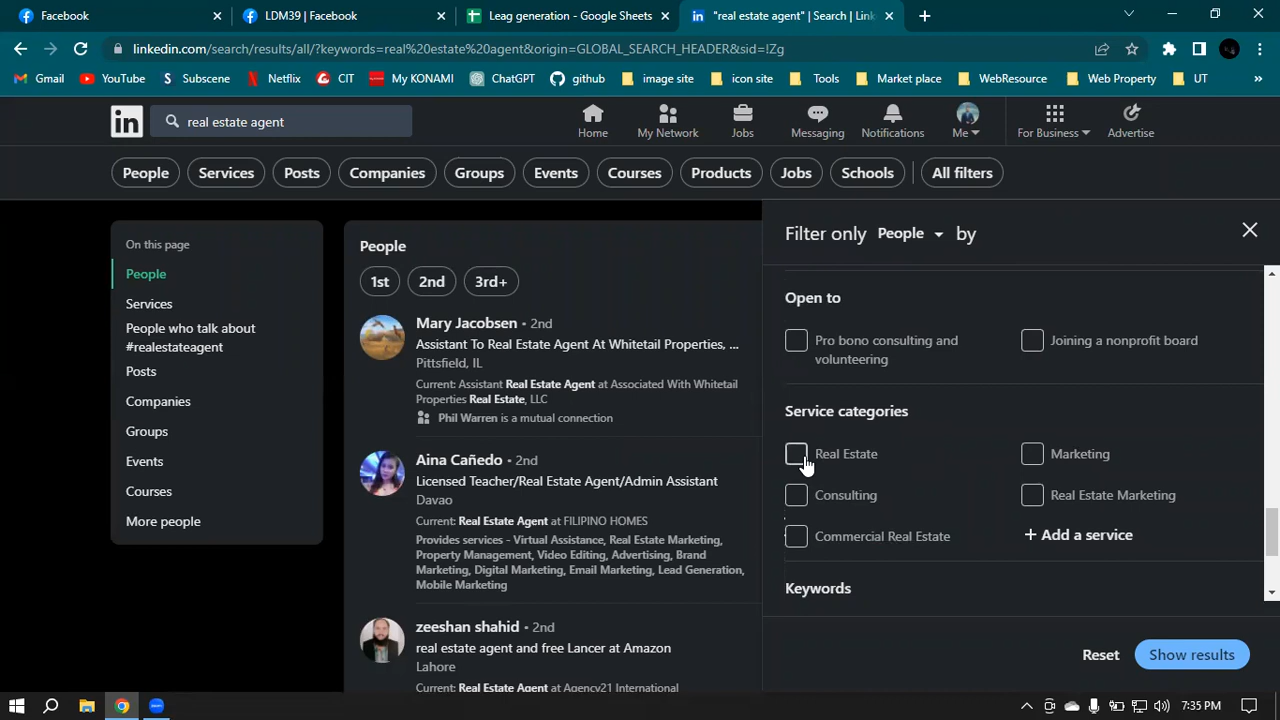 Facebook
LDM39 | Facebook
Leag generation - Google Sheets
"real estate agent" | Search | Link
linkedin.com/search/results/all/?keywords=real%20estate%20agent&origin=GLOBAL_SEARCH_HEADER&sid=!Zg
Gmail
YouTube
Subscene
Netflix
CIT
My KONAMI
ChatGPT
github
image site
icon site
Tools
Market place
WebResource
Web Property
UT
»
in
real estate agent
Home
My Network
Jobs
Messaging
Notifications
Me
For Business
Advertise
People
Services
Posts
Companies
Groups
Events
Courses
Products
Jobs
Schools
All filters
On this page
People
Services
People who talk about
#realestateagent
Posts
Companies
Groups
Events
Courses
More people
People
1st
2nd
3rd+
Mary Jacobsen • 2nd
Assistant To Real Estate Agent At Whitetail Properties, ...
Pittsfield, IL
Current: Assistant Real Estate Agent at Associated With Whitetail
Properties Real Estate, LLC
Phil Warren is a mutual connection
Aina Cañedo • 2nd
Licensed Teacher/Real Estate Agent/Admin Assistant
Davao
Current: Real Estate Agent at FILIPINO HOMES
Provides services - Virtual Assistance, Real Estate Marketing,
Property Management, Video Editing, Advertising, Brand
Marketing, Digital Marketing, Email Marketing, Lead Generation,
Mobile Marketing
zeeshan shahid • 2nd
real estate agent and free Lancer at Amazon
Lahore
Current: Real Estate Agent at Agency21 International
Filter only People by
Open to
Pro bono consulting and
volunteering
Joining a nonprofit board
Service categories
Real Estate
Marketing
Consulting
Real Estate Marketing
Commercial Real Estate
+ Add a service
Keywords
Reset
Show results
7:35 PM